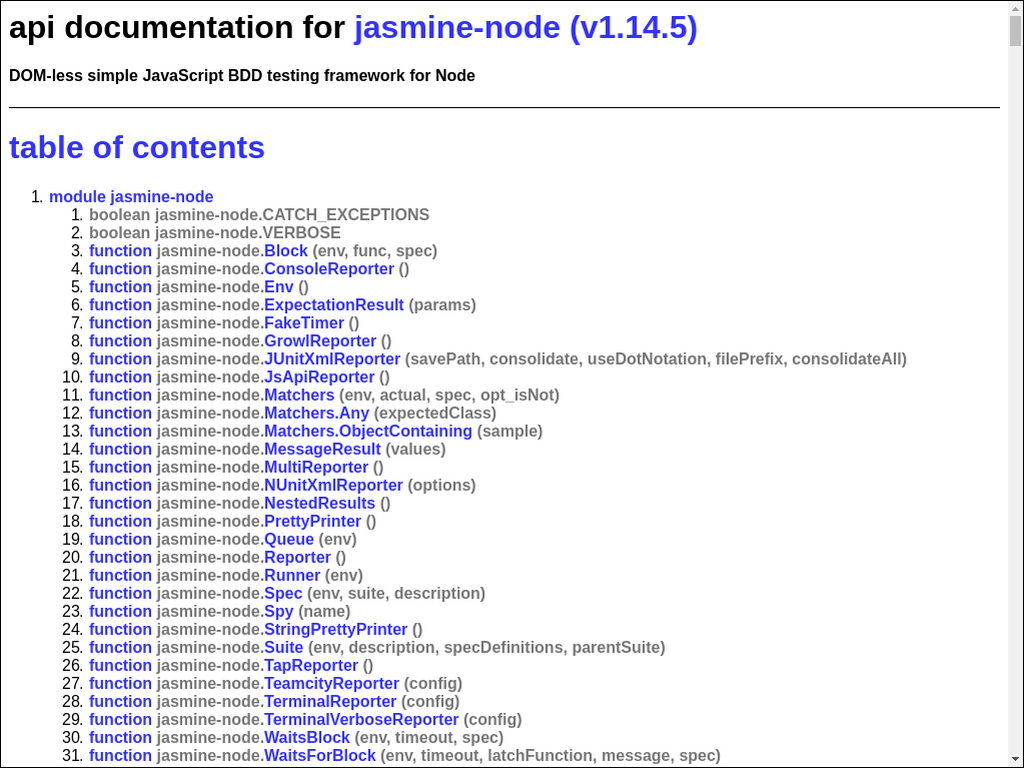 api documentation for jasmine-node (v1.14.5)
DOM-less simple JavaScript BDD testing framework for Node
table of contents
1. module jasmine-node
1. boolean jasmine-node.CATCH_EXCEPTIONS
2. boolean jasmine-node.VERBOSE
3. function jasmine-node.Block (env, func, spec)
4. function jasmine-node.ConsoleReporter ()
5. function jasmine-node.Env ()
6. function jasmine-node.ExpectationResult (params)
7. function jasmine-node.FakeTimer ()
8. function jasmine-node.GrowlReporter ()
9. function jasmine-node.JUnitXmlReporter (savePath, consolidate, useDotNotation, filePrefix, consolidateAll)
10. function jasmine-node.JsApiReporter ()
11. function jasmine-node.Matchers (env, actual, spec, opt_isNot)
12. function jasmine-node.Matchers.Any (expectedClass)
13. function jasmine-node.Matchers.ObjectContaining (sample)
14. function jasmine-node.MessageResult (values)
15. function jasmine-node.MultiReporter ()
16. function jasmine-node.NUnitXmlReporter (options)
17. function jasmine-node.NestedResults ()
18. function jasmine-node.PrettyPrinter ()
19. function jasmine-node.Queue (env)
20. function jasmine-node.Reporter ()
21. function jasmine-node.Runner (env)
22. function jasmine-node.Spec (env, suite, description)
23. function jasmine-node.Spy (name)
24. function jasmine-node.StringPrettyPrinter ()
25. function jasmine-node.Suite (env, description, specDefinitions, parentSuite)
26. function jasmine-node.TapReporter ()
27. function jasmine-node.TeamcityReporter (config)
28. function jasmine-node.TerminalReporter (config)
29. function jasmine-node.TerminalVerboseReporter (config)
30. function jasmine-node.WaitsBlock (env, timeout, spec)
31. function jasmine-node.WaitsForBlock (env, timeout, latchFunction, message, spec)